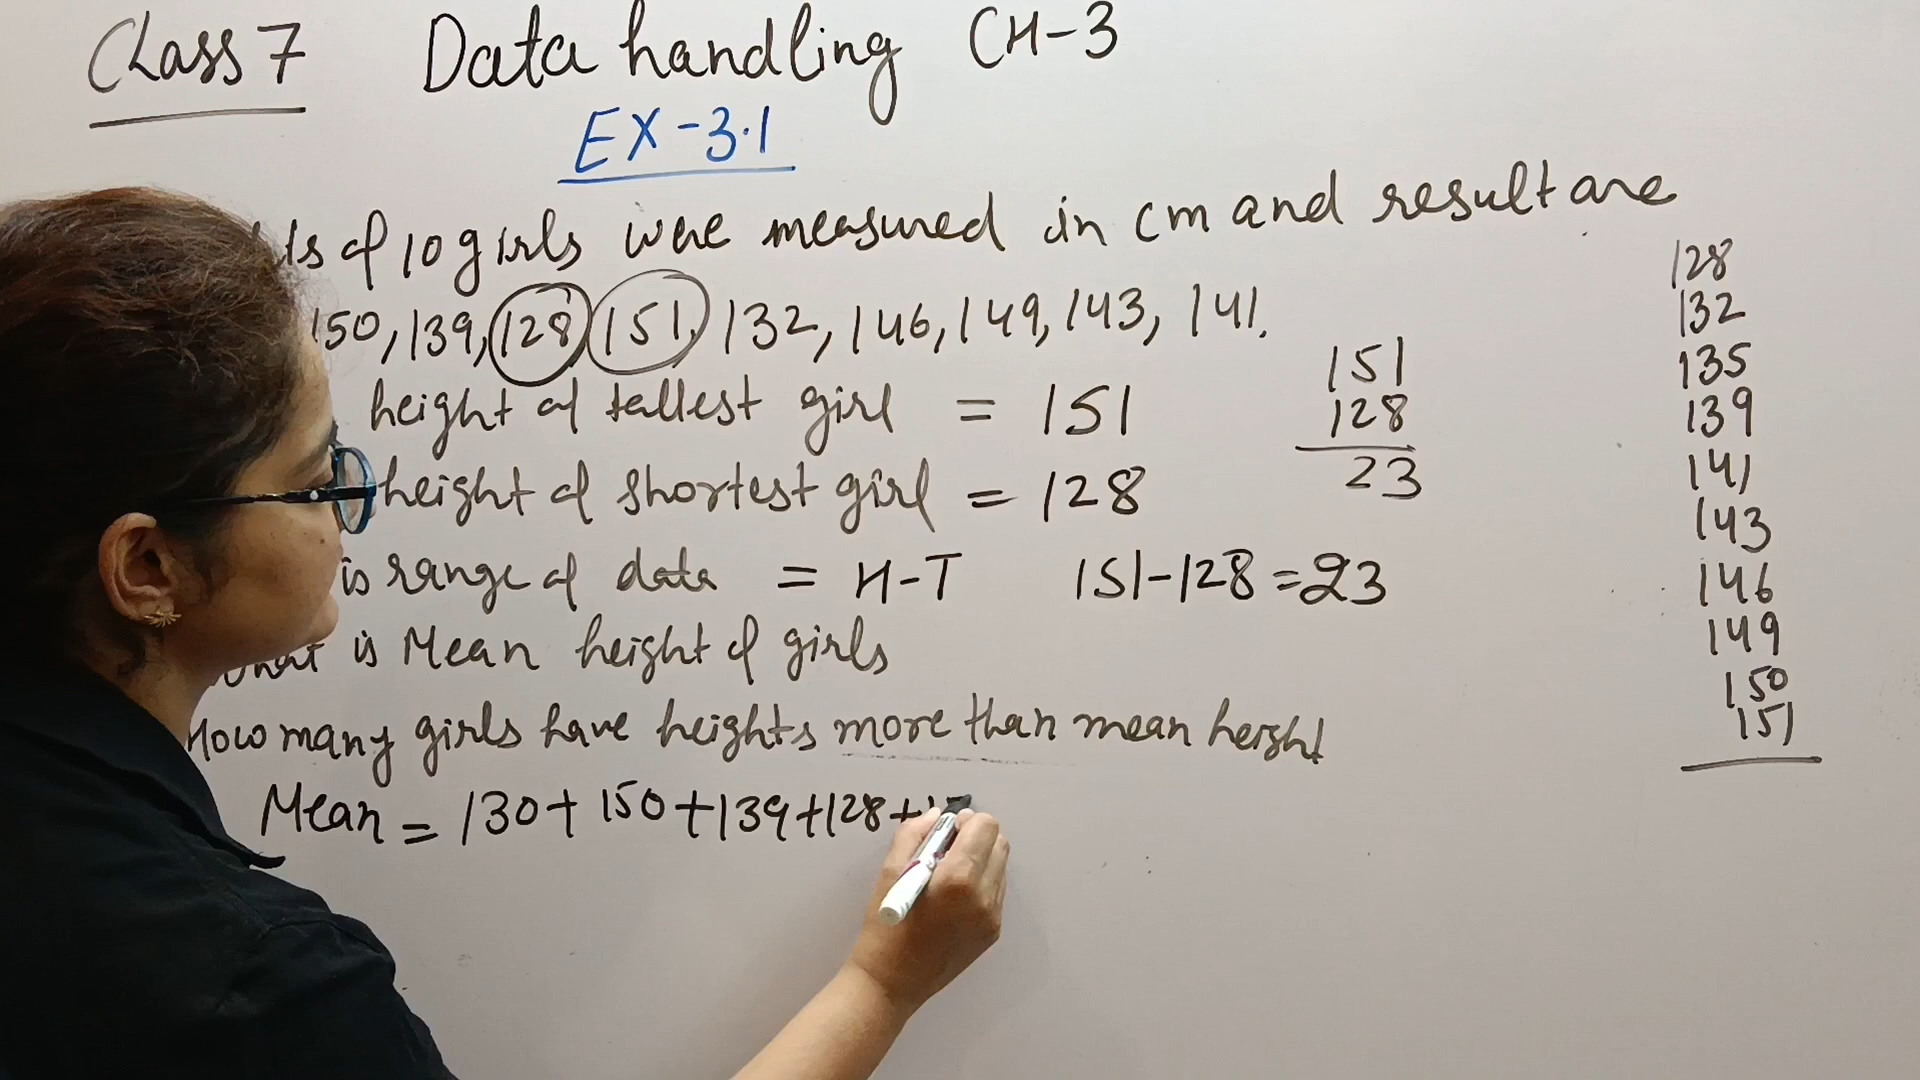 Class 7 Data handling CH-3
EX-3.1
of 10 girls were measured in cm and result are
150, 139, 128, 151, 132, 146, 149, 143, 141.
height of tallest girl = 151
height of shortest girl = 128
is range of data = H-T 151-128=23
is Mean height of girls
How many girls have heights more than mean height
Mean = 130+150+139+128+
151
128
23
128
132
135
139
141
143
146
149
150
151